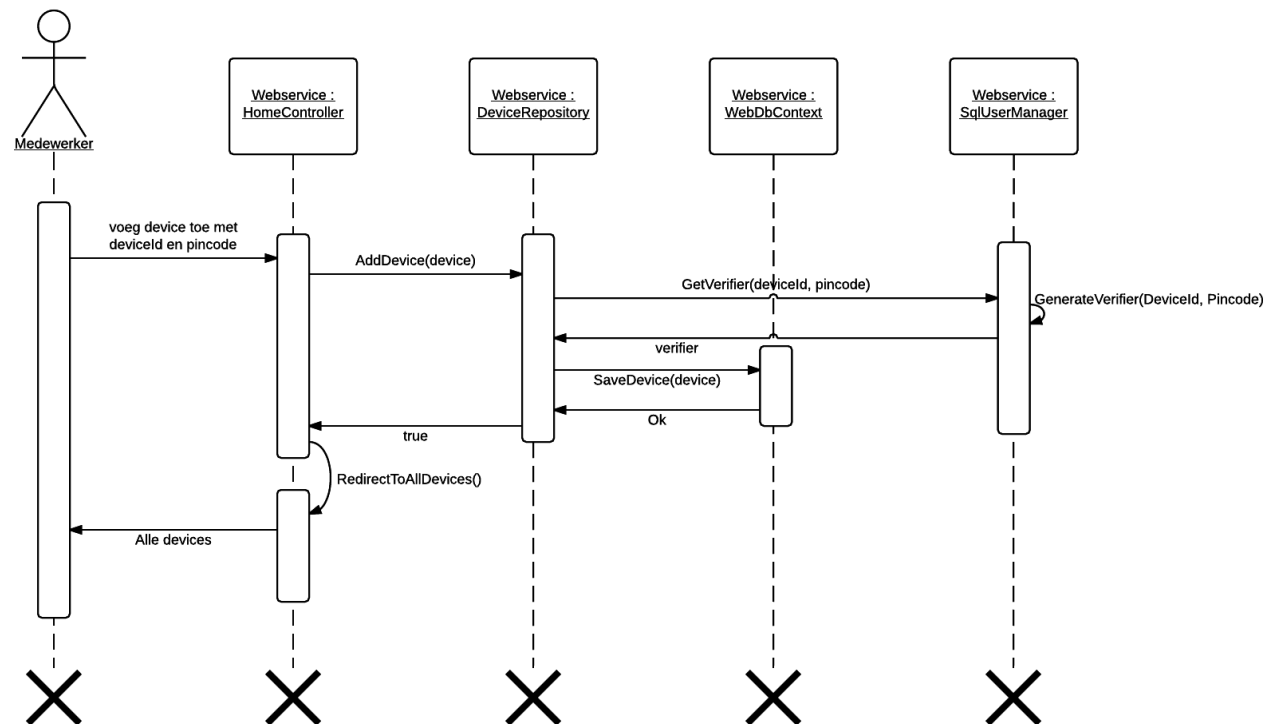 Medewerker
Webservice :
HomeController
Webservice :
DeviceRepository
Webservice :
WebDbContext
Webservice :
SqlUserManager
voeg device toe met
deviceId en pincode
AddDevice(device)
GetVerifier(deviceId, pincode)
GenerateVerifier(DeviceId, Pincode)
verifier
SaveDevice(device)
Ok
true
RedirectToAllDevices()
Alle devices